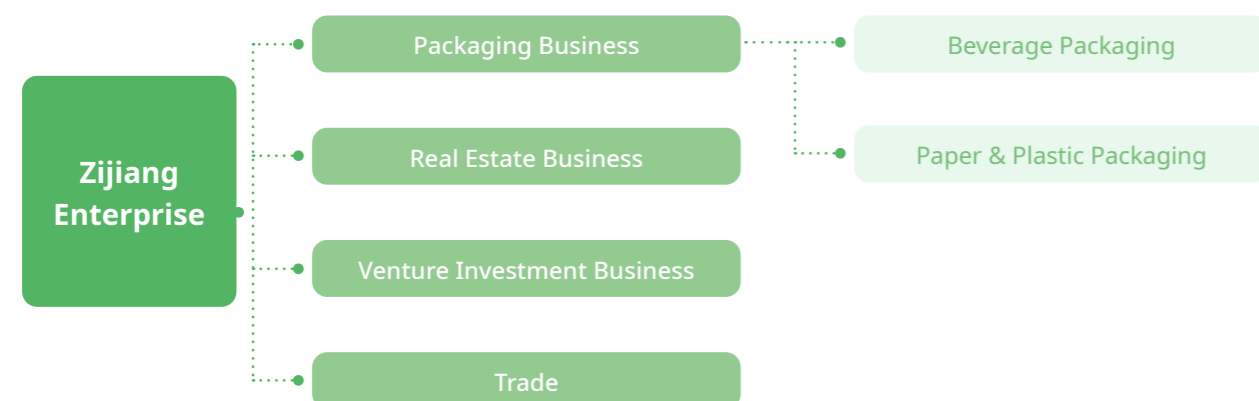 Zijiang
Enterprise
Packaging Business
Real Estate Business
Venture Investment Business
Trade
Beverage Packaging
Paper & Plastic Packaging